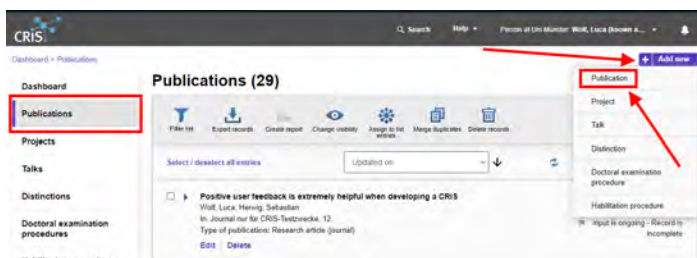 CRIS
Search Help Person at Uni Münster: Wolf, Luca (known a...
Dashboard > Publications
+ Add new
Dashboard
Publications
Projects
Talks
Distinctions
Doctoral examination
procedures
Publications (29)
Filter list Export records Create report Change visibility Assign to list entries Merge duplicates Delete records
Select / deselect all entries
Updated on
Positive user feedback is extremely helpful when developing a CRIS
Wolf, Luca; Herwig, Sebastian
In: Journal nur für CRIS-Testzwecke, 12.
Type of publication: Research article (journal)
Edit Delete
Publication
Project
Talk
Distinction
Doctoral examination
procedure
Habilitation procedure
Input is ongoing - Record is
incomplete